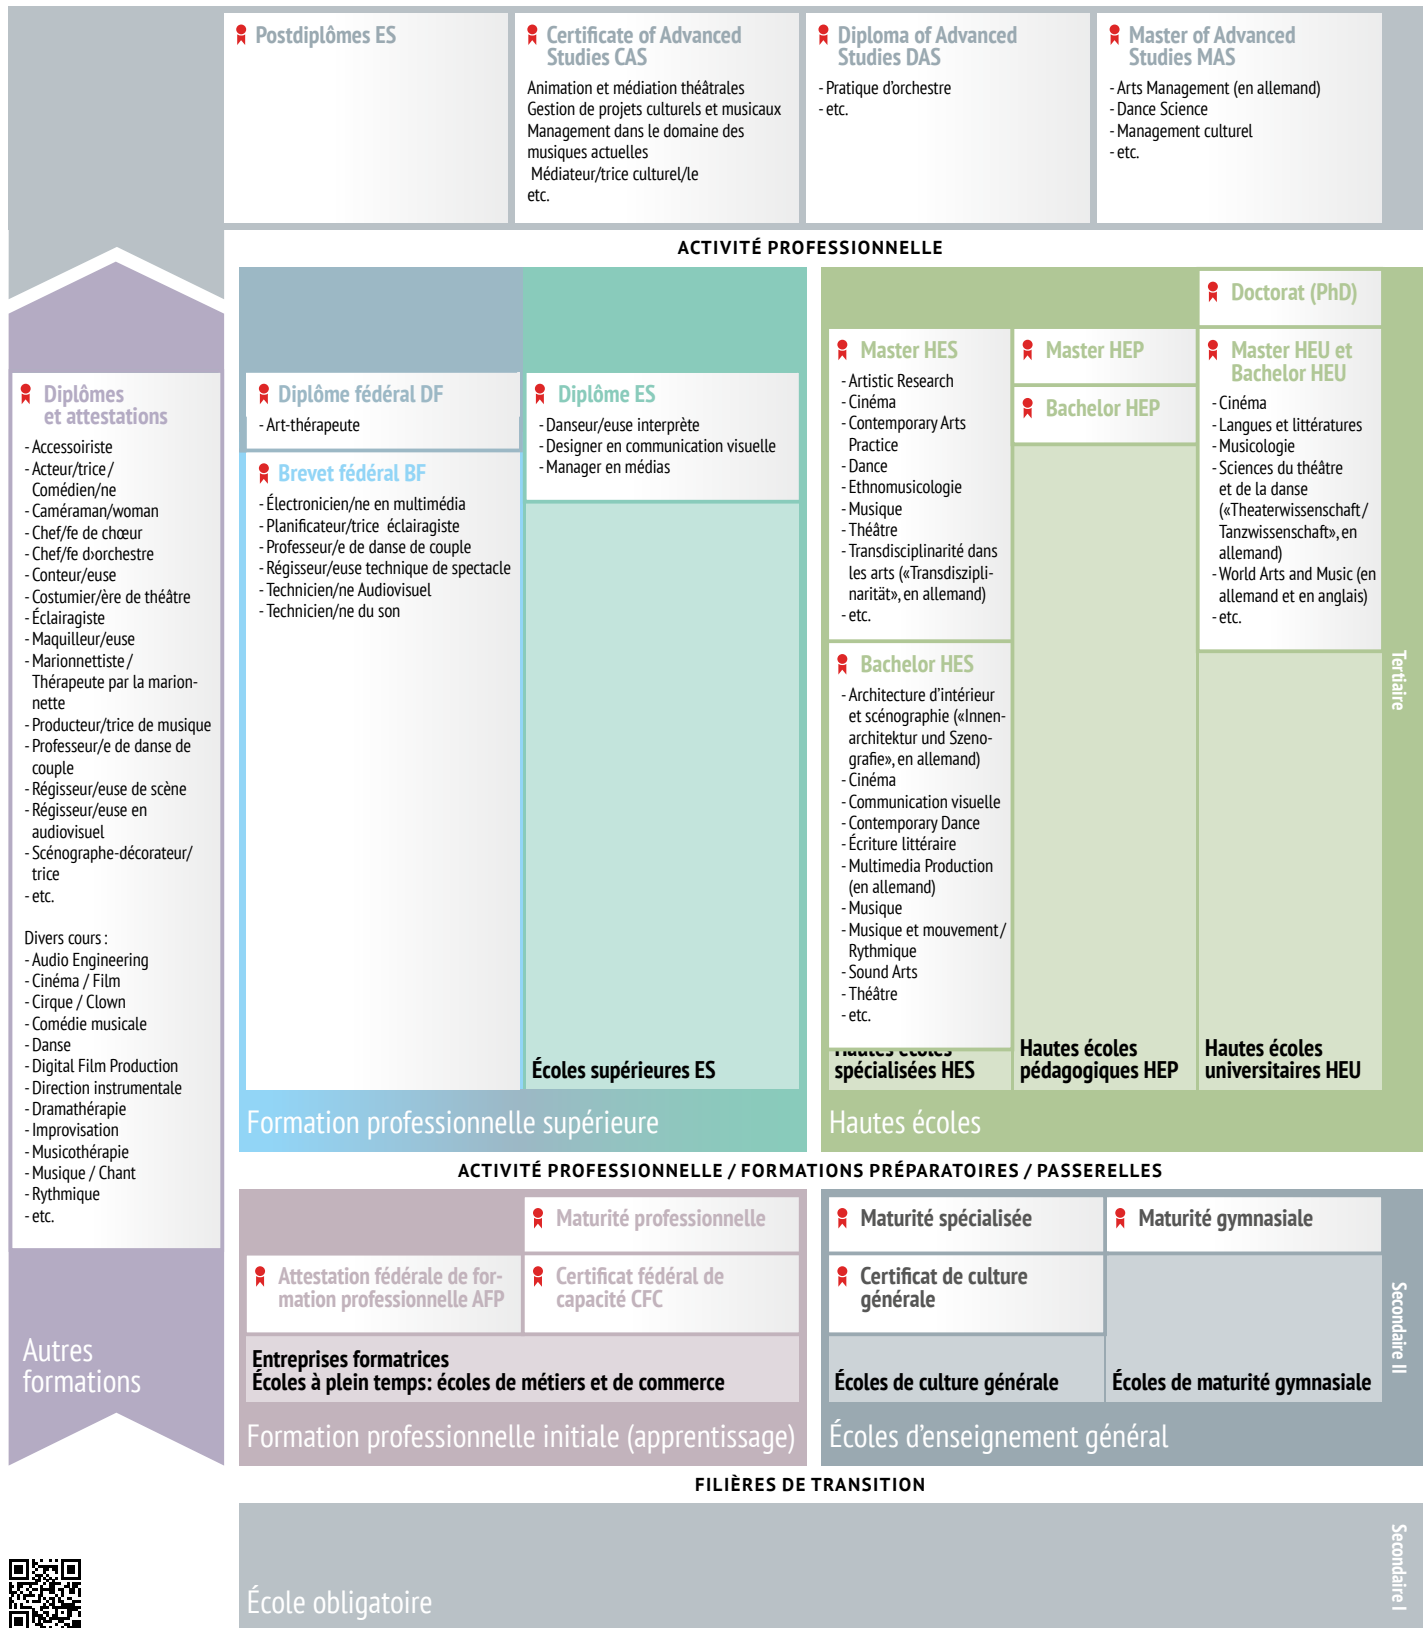 Postdiplômes ES
Certificate of Advanced
Studies CAS
Animation et médiation théâtrales
Gestion de projets culturels et musicaux
Management dans le domaine des
musiques actuelles
Médiateur/trice culturel/le
etc.
Diploma of Advanced
Studies DAS
- Pratique d'orchestre
- etc.
Master of Advanced
Studies MAS
- Arts Management (en allemand)
- Dance Science
- Management culturel
- etc.
ACTIVITÉ PROFESSIONNELLE
Diplômes
et attestations
- Accessoiriste
- Acteur/trice /
Comédien/ne
- Caméraman/woman
- Chef/fe de chœur
- Chef/fe d›orchestre
- Conteur/euse
- Costumier/ère de théâtre
- Éclairagiste
- Maquilleur/euse
- Marionnettiste /
Thérapeute par la marion-
nette
- Producteur/trice de musique
- Professeur/e de danse de
couple
- Régisseur/euse de scène
- Régisseur/euse en
audiovisuel
- Scénographe-décorateur/
trice
- etc.
Divers cours :
- Audio Engineering
- Cinéma / Film
- Cirque / Clown
- Comédie musicale
- Danse
- Digital Film Production
- Direction instrumentale
- Dramathérapie
- Improvisation
- Musicothérapie
- Musique / Chant
- Rythmique
- etc.
Autres
formations
Diplôme fédéral DF
- Art-thérapeute
Brevet fédéral BF
- Électronicien/ne en multimédia
- Planificateur/trice éclairagiste
- Professeur/e de danse de couple
- Régisseur/euse technique de spectacle
- Technicien/ne Audiovisuel
- Technicien/ne du son
Diplôme ES
- Danseur/euse interprète
- Designer en communication visuelle
- Manager en médias
Écoles supérieures ES
Formation professionnelle supérieure
Master HES
- Artistic Research
- Cinéma
- Contemporary Arts
Practice
- Dance
- Ethnomusicologie
- Musique
- Théâtre
- Transdisciplinarité dans
les arts («Transdiszipli-
narität», en allemand)
- etc.
Bachelor HES
- Architecture d'intérieur
et scénographie («Innen-
architektur und Szeno-
grafie», en allemand)
- Cinéma
- Communication visuelle
- Contemporary Dance
- Écriture littéraire
- Multimedia Production
(en allemand)
- Musique
- Musique et mouvement /
Rythmique
- Sound Arts
- Théâtre
- etc.
Hautes écoles
spécialisées HES
Master HEP
Bachelor HEP
Hautes écoles
pédagogiques HEP
Doctorat (PhD)
Master HEU et
Bachelor HEU
- Cinéma
- Langues et littératures
- Musicologie
- Sciences du théâtre
et de la danse
(«Theaterwissenschaft /
Tanzwissenschaft», en
allemand)
- World Arts and Music (en
allemand et en anglais)
- etc.
Hautes écoles
universitaires HEU
Hautes écoles
Tertiaire
ACTIVITÉ PROFESSIONNELLE / FORMATIONS PRÉPARATOIRES / PASSERELLES
Maturité professionnelle
Attestation fédérale de for-
mation professionnelle AFP
Certificat fédéral de
capacité CFC
Entreprises formatrices
Écoles à plein temps: écoles de métiers et de commerce
Formation professionnelle initiale (apprentissage)
Maturité spécialisée
Certificat de culture
générale
Écoles de culture générale
Maturité gymnasiale
Écoles de maturité gymnasiale
Écoles d'enseignement général
Secondaire II
FILIÈRES DE TRANSITION
École obligatoire
Secondaire I